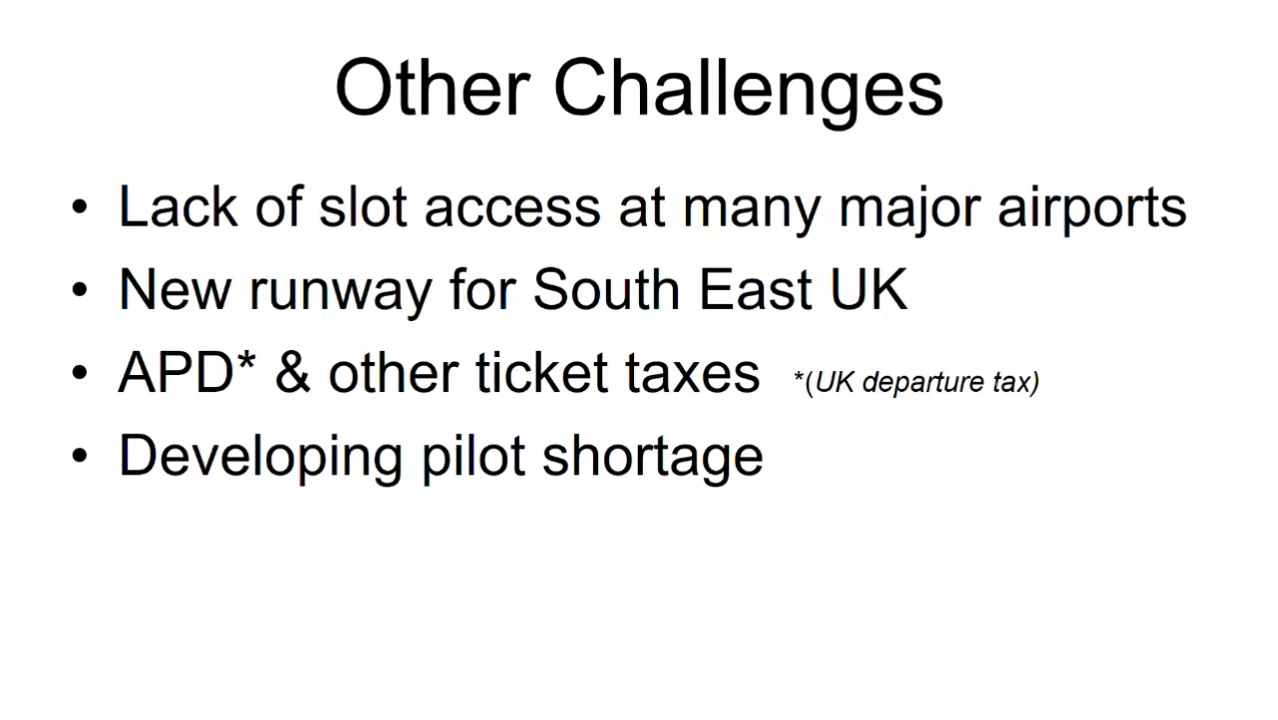 Other Challenges
• Lack of slot access at many major airports
• New runway for South East UK
• APD* & other ticket taxes *(UK departure tax)
• Developing pilot shortage